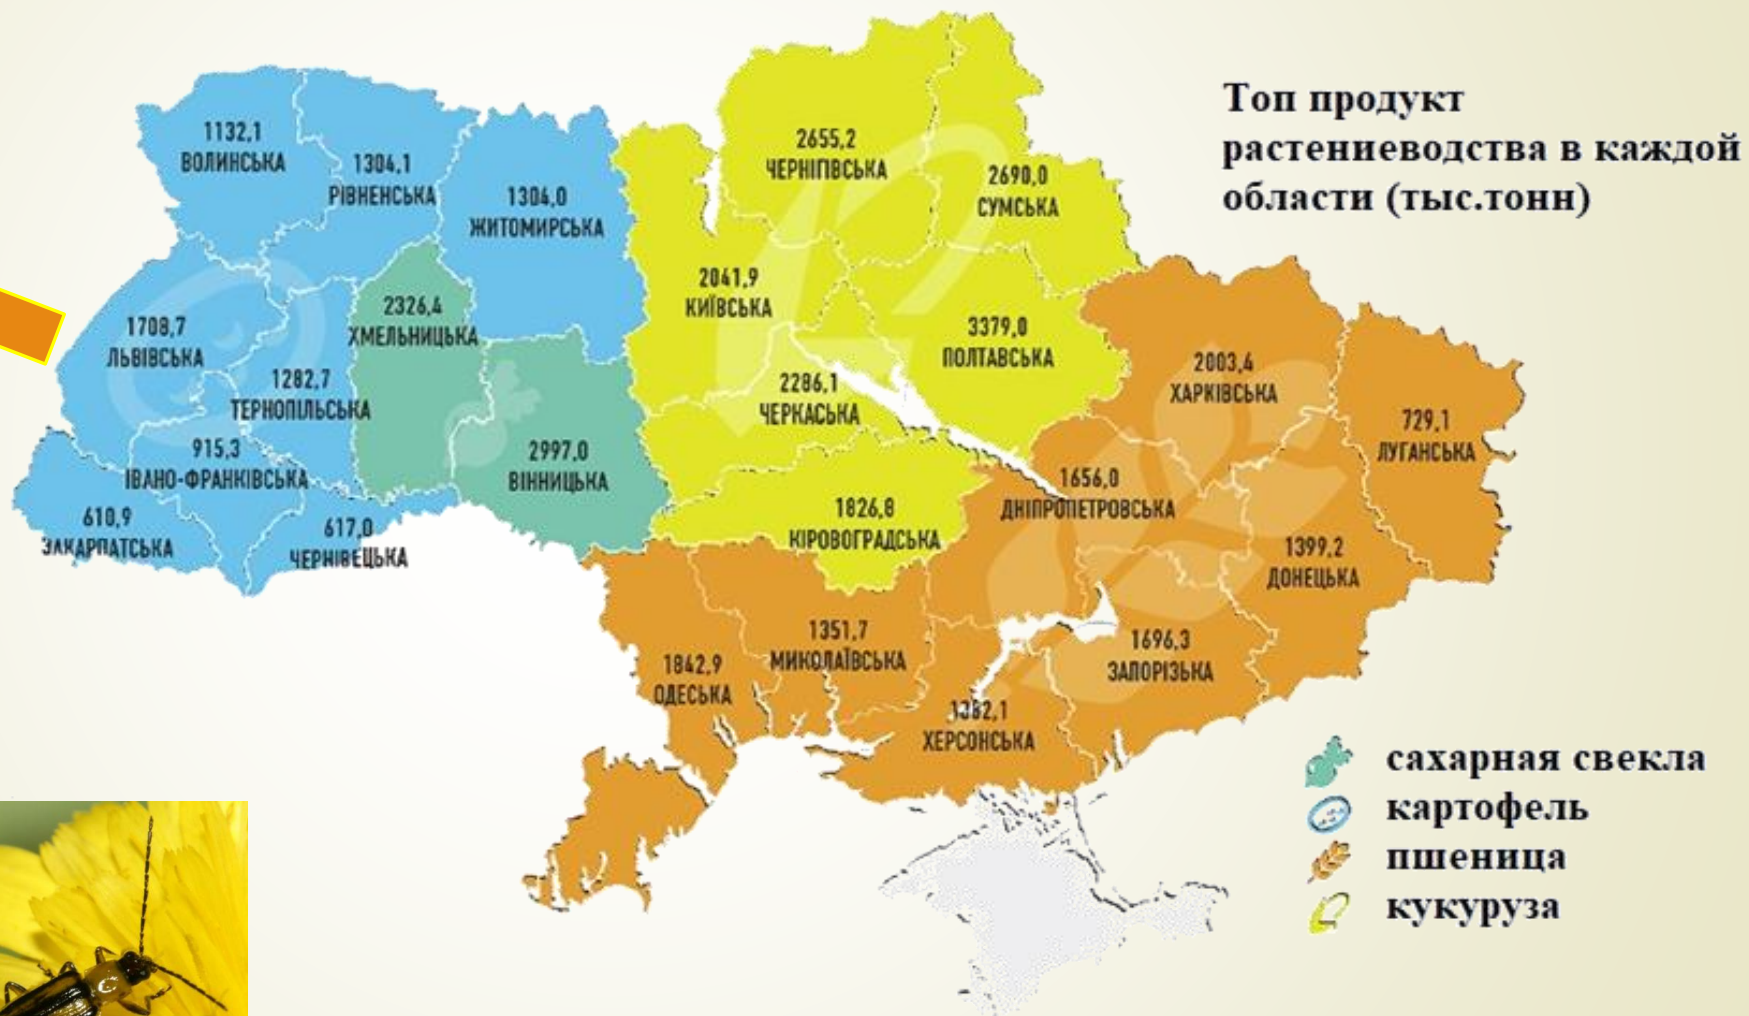 Топ продукт
растениеводства в каждой
области (тыс.тонн)
1132,1
ВОЛИНСЬКА
1304,1
РІВНЕНСЬКА
1304,0
ЖИТОМИРСЬКА
2655,2
ЧЕРНІГІВСЬКА
2690,0
СУМСЬКА
2041,9
КИЇВСЬКА
2326,4
ХМЕЛЬНИЦЬКА
1708,7
ЛЬВІВСЬКА
1282,7
ТЕРНОПІЛЬСЬКА
3379,0
ПОЛТАВСЬКА
2003,4
ХАРКІВСЬКА
2286,1
ЧЕРКАСЬКА
729,1
ЛУГАНСЬКА
915,3
ІВАНО-ФРАНКІВСЬКА
2997,0
ВІННИЦЬКА
1656,0
ДНІПРОПЕТРОВСЬКА
610,9
ЗАКАРПАТСЬКА
617,0
ЧЕРНІВЕЦЬКА
1826,8
КІРОВОГРАДСЬКА
1399,2
ДОНЕЦЬКА
1351,7
МИКОЛАЇВСЬКА
1842,9
ОДЕСЬКА
1696,3
ЗАПОРІЗЬКА
1382,1
ХЕРСОНСЬКА
сахарная свекла
картофель
пшеница
кукуруза